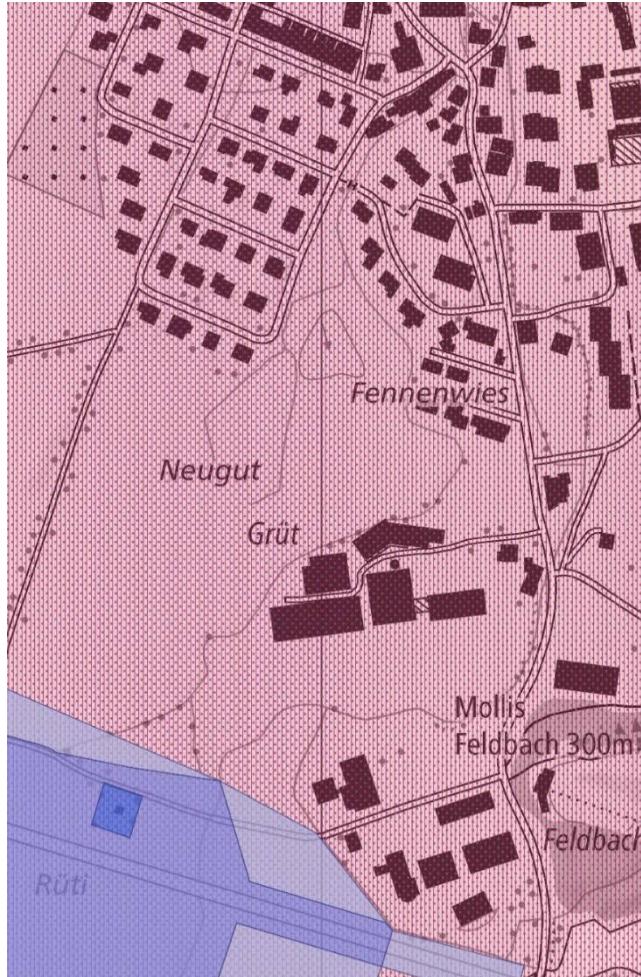 Fennenwies
Neugut
Grüt
Mollis
Feldbach 300m
Feldbach
Rüti